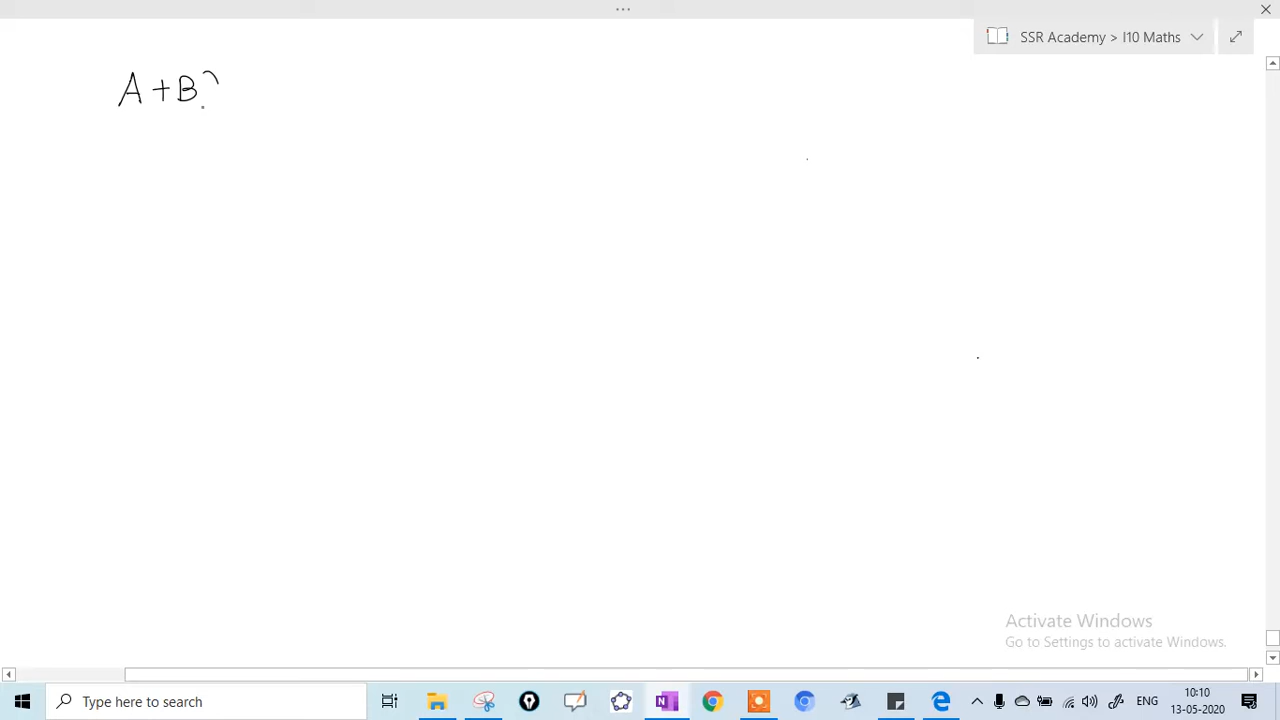 SSR Academy > I10 Maths
A + B
Activate Windows
Go to Settings to activate Windows.
Type here to search
ENG
10:10
13-05-2020